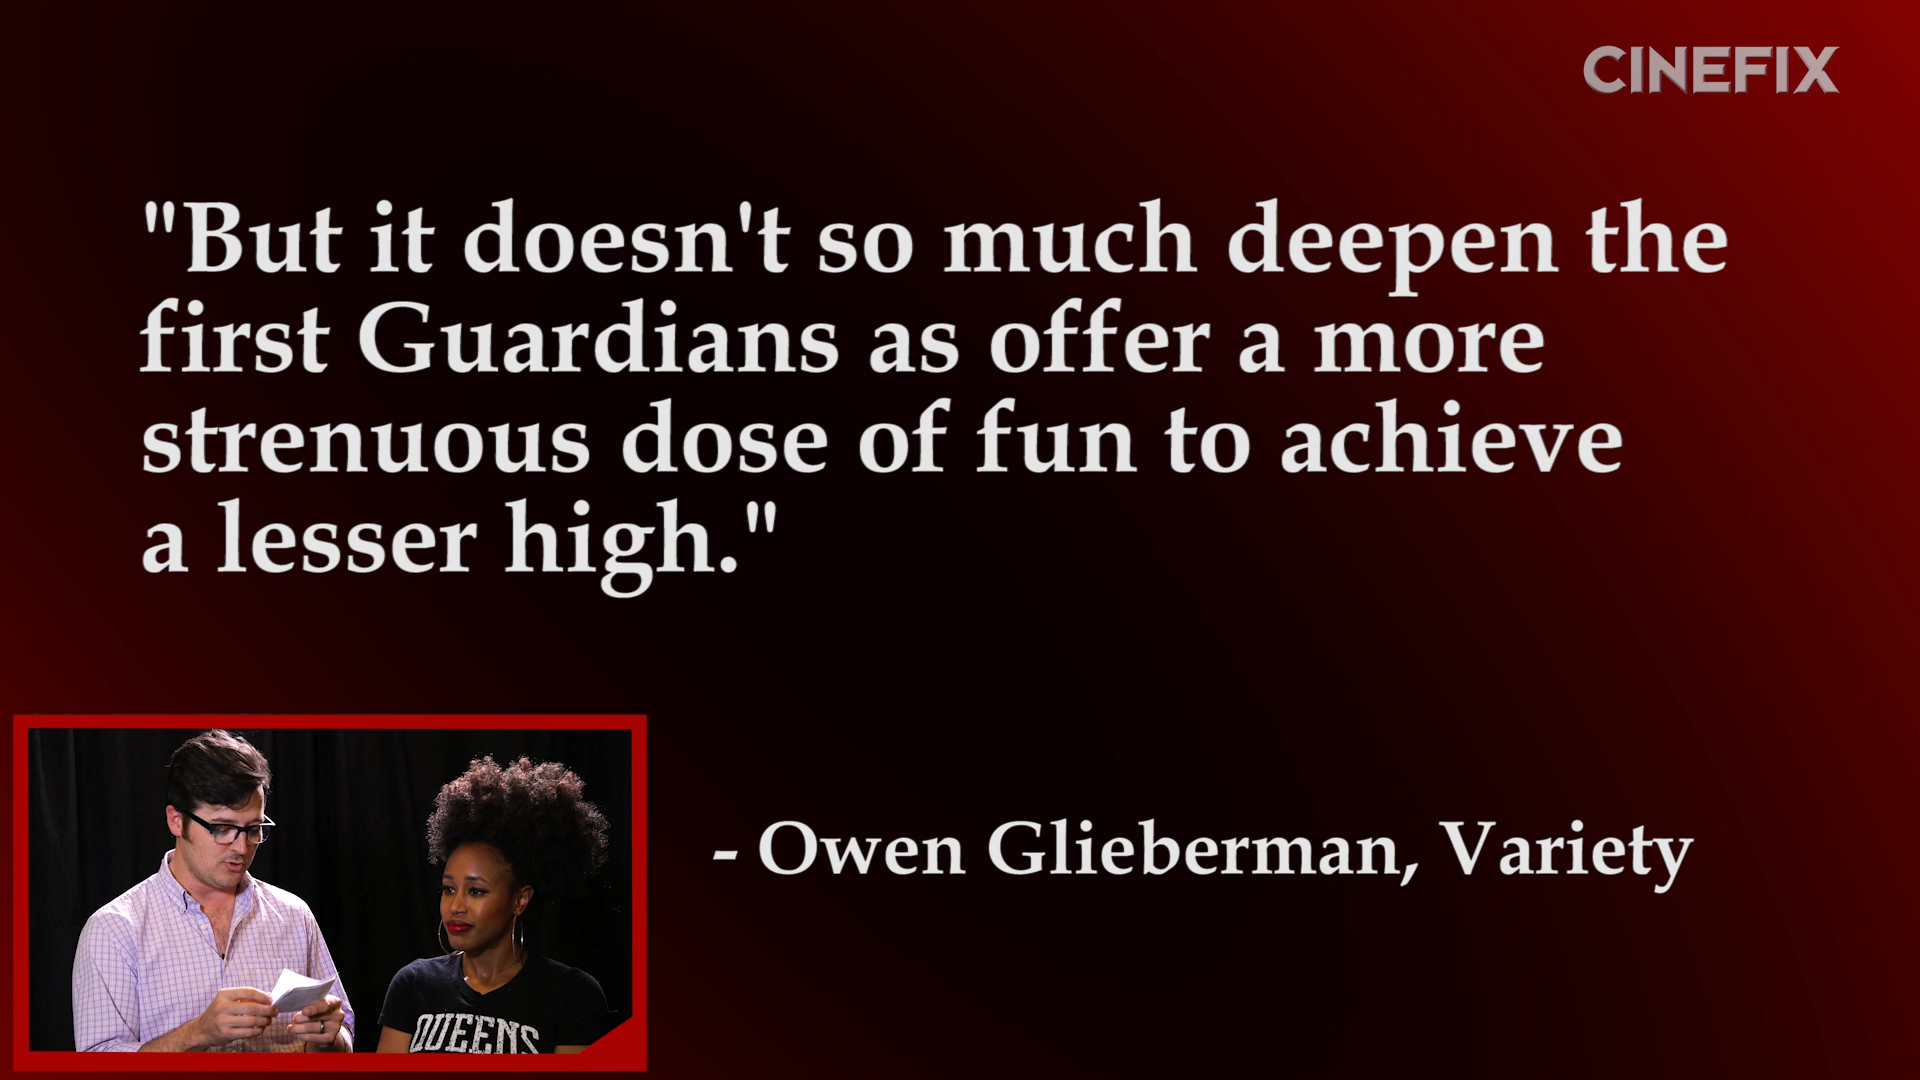 CINEFIX
"But it doesn't so much deepen the
first Guardians as offer a more
strenuous dose of fun to achieve
a lesser high."
- Owen Glieberman, Variety
QUEENS